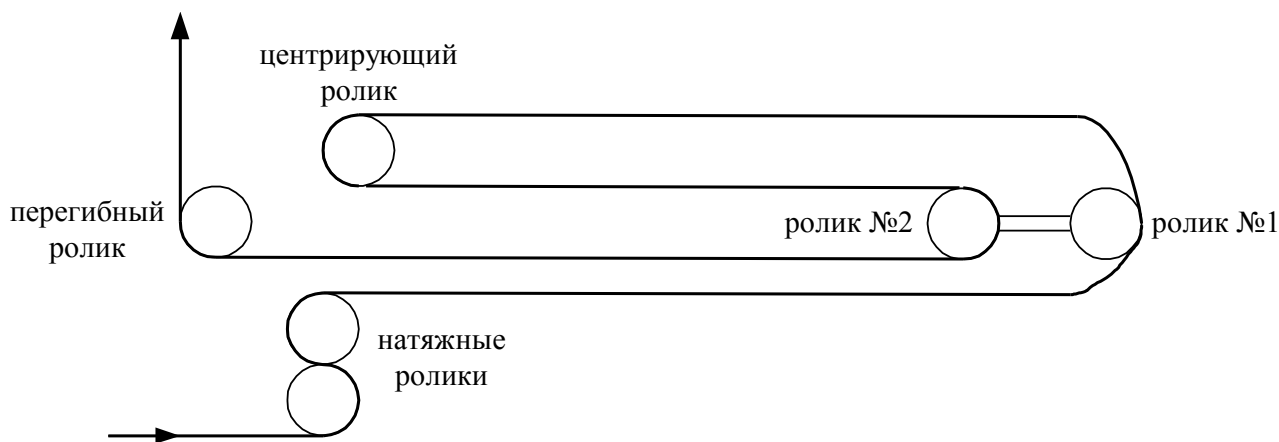 центрирующий
ролик
перегибный
ролик
ролик №2
ролик №1
натяжные
ролики